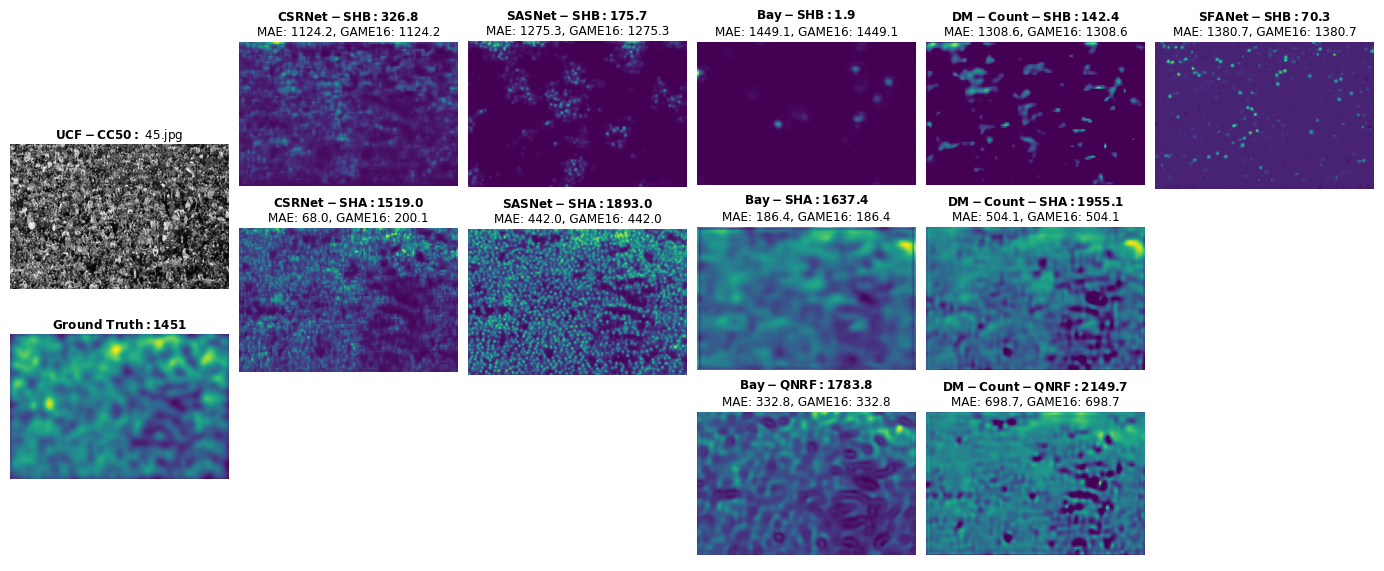 CSRNet − SHB : 326.8
MAE: 1124.2, GAME16: 1124.2
SASNet − SHB : 175.7
MAE: 1275.3, GAME16: 1275.3
Bay − SHB : 1.9
MAE: 1449.1, GAME16: 1449.1
DM − Count − SHB : 142.4
MAE: 1308.6, GAME16: 1308.6
SFANet − SHB : 70.3
MAE: 1380.7, GAME16: 1380.7
UCF − CC50 : 45.jpg
CSRNet − SHA : 1519.0
MAE: 68.0, GAME16: 200.1
SASNet − SHA : 1893.0
MAE: 442.0, GAME16: 442.0
Bay − SHA : 1637.4
MAE: 186.4, GAME16: 186.4
DM − Count − SHA : 1955.1
MAE: 504.1, GAME16: 504.1
Ground Truth : 1451
Bay − QNRF : 1783.8
MAE: 332.8, GAME16: 332.8
DM − Count − QNRF : 2149.7
MAE: 698.7, GAME16: 698.7